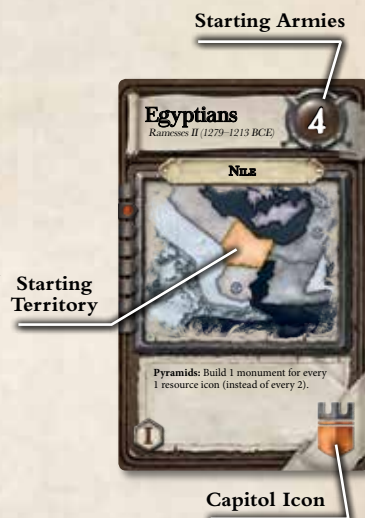 Starting Armies
Egyptians
Ramesses II (1279–1213 BCE)
4
NILE
Starting
Territory
Pyramids: Build 1 monument for every
1 resource icon (instead of every 2).
I
Capitol Icon